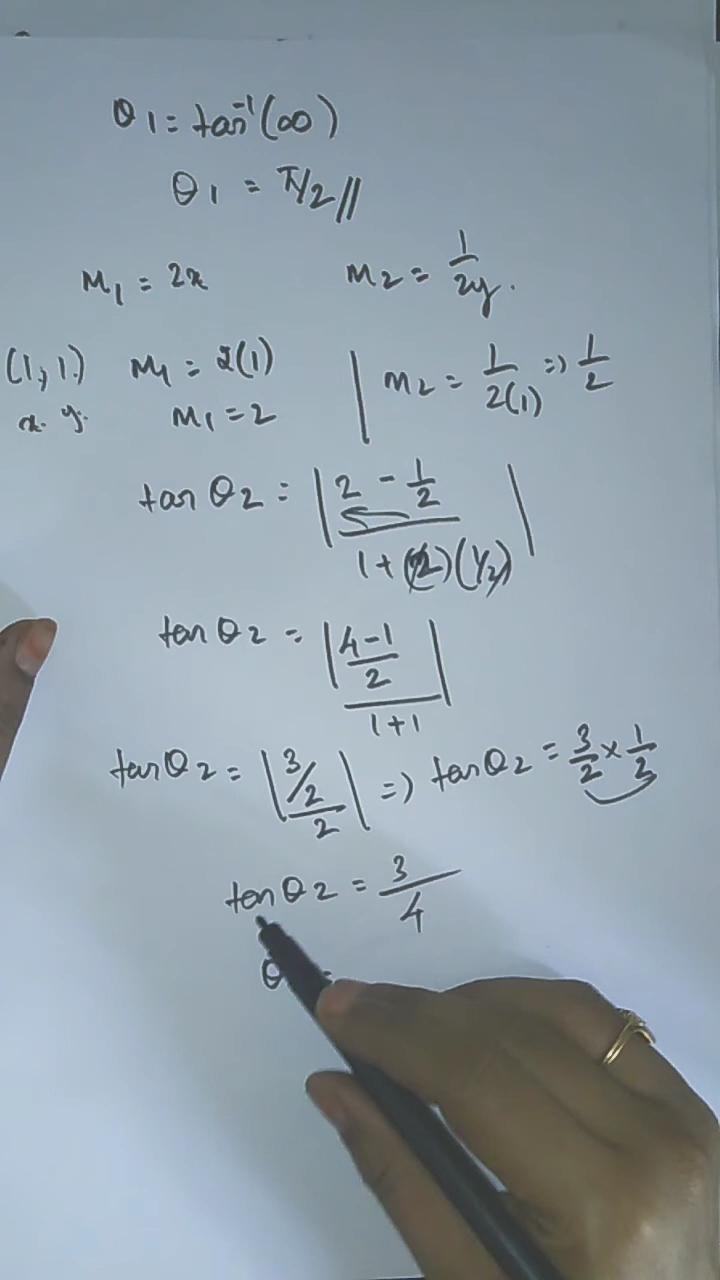 θ1 = tan⁻¹(∞)
θ1 = π/2 //
M1 = 2x m2 = 1/2y.
(1,1) M1 = 2(1) | m2 = 1/2(1) => 1/2
x. y. M1 = 2
tan θ2 = | 2 - 1/2 / 1 + (2)(1/2) |
tan θ2 = | 4-1/2 / 1+1 |
tan θ2 = | 3/2 / 2 | => tan θ2 = 3/2 × 1/2
tan θ2 = 3/4
θ =